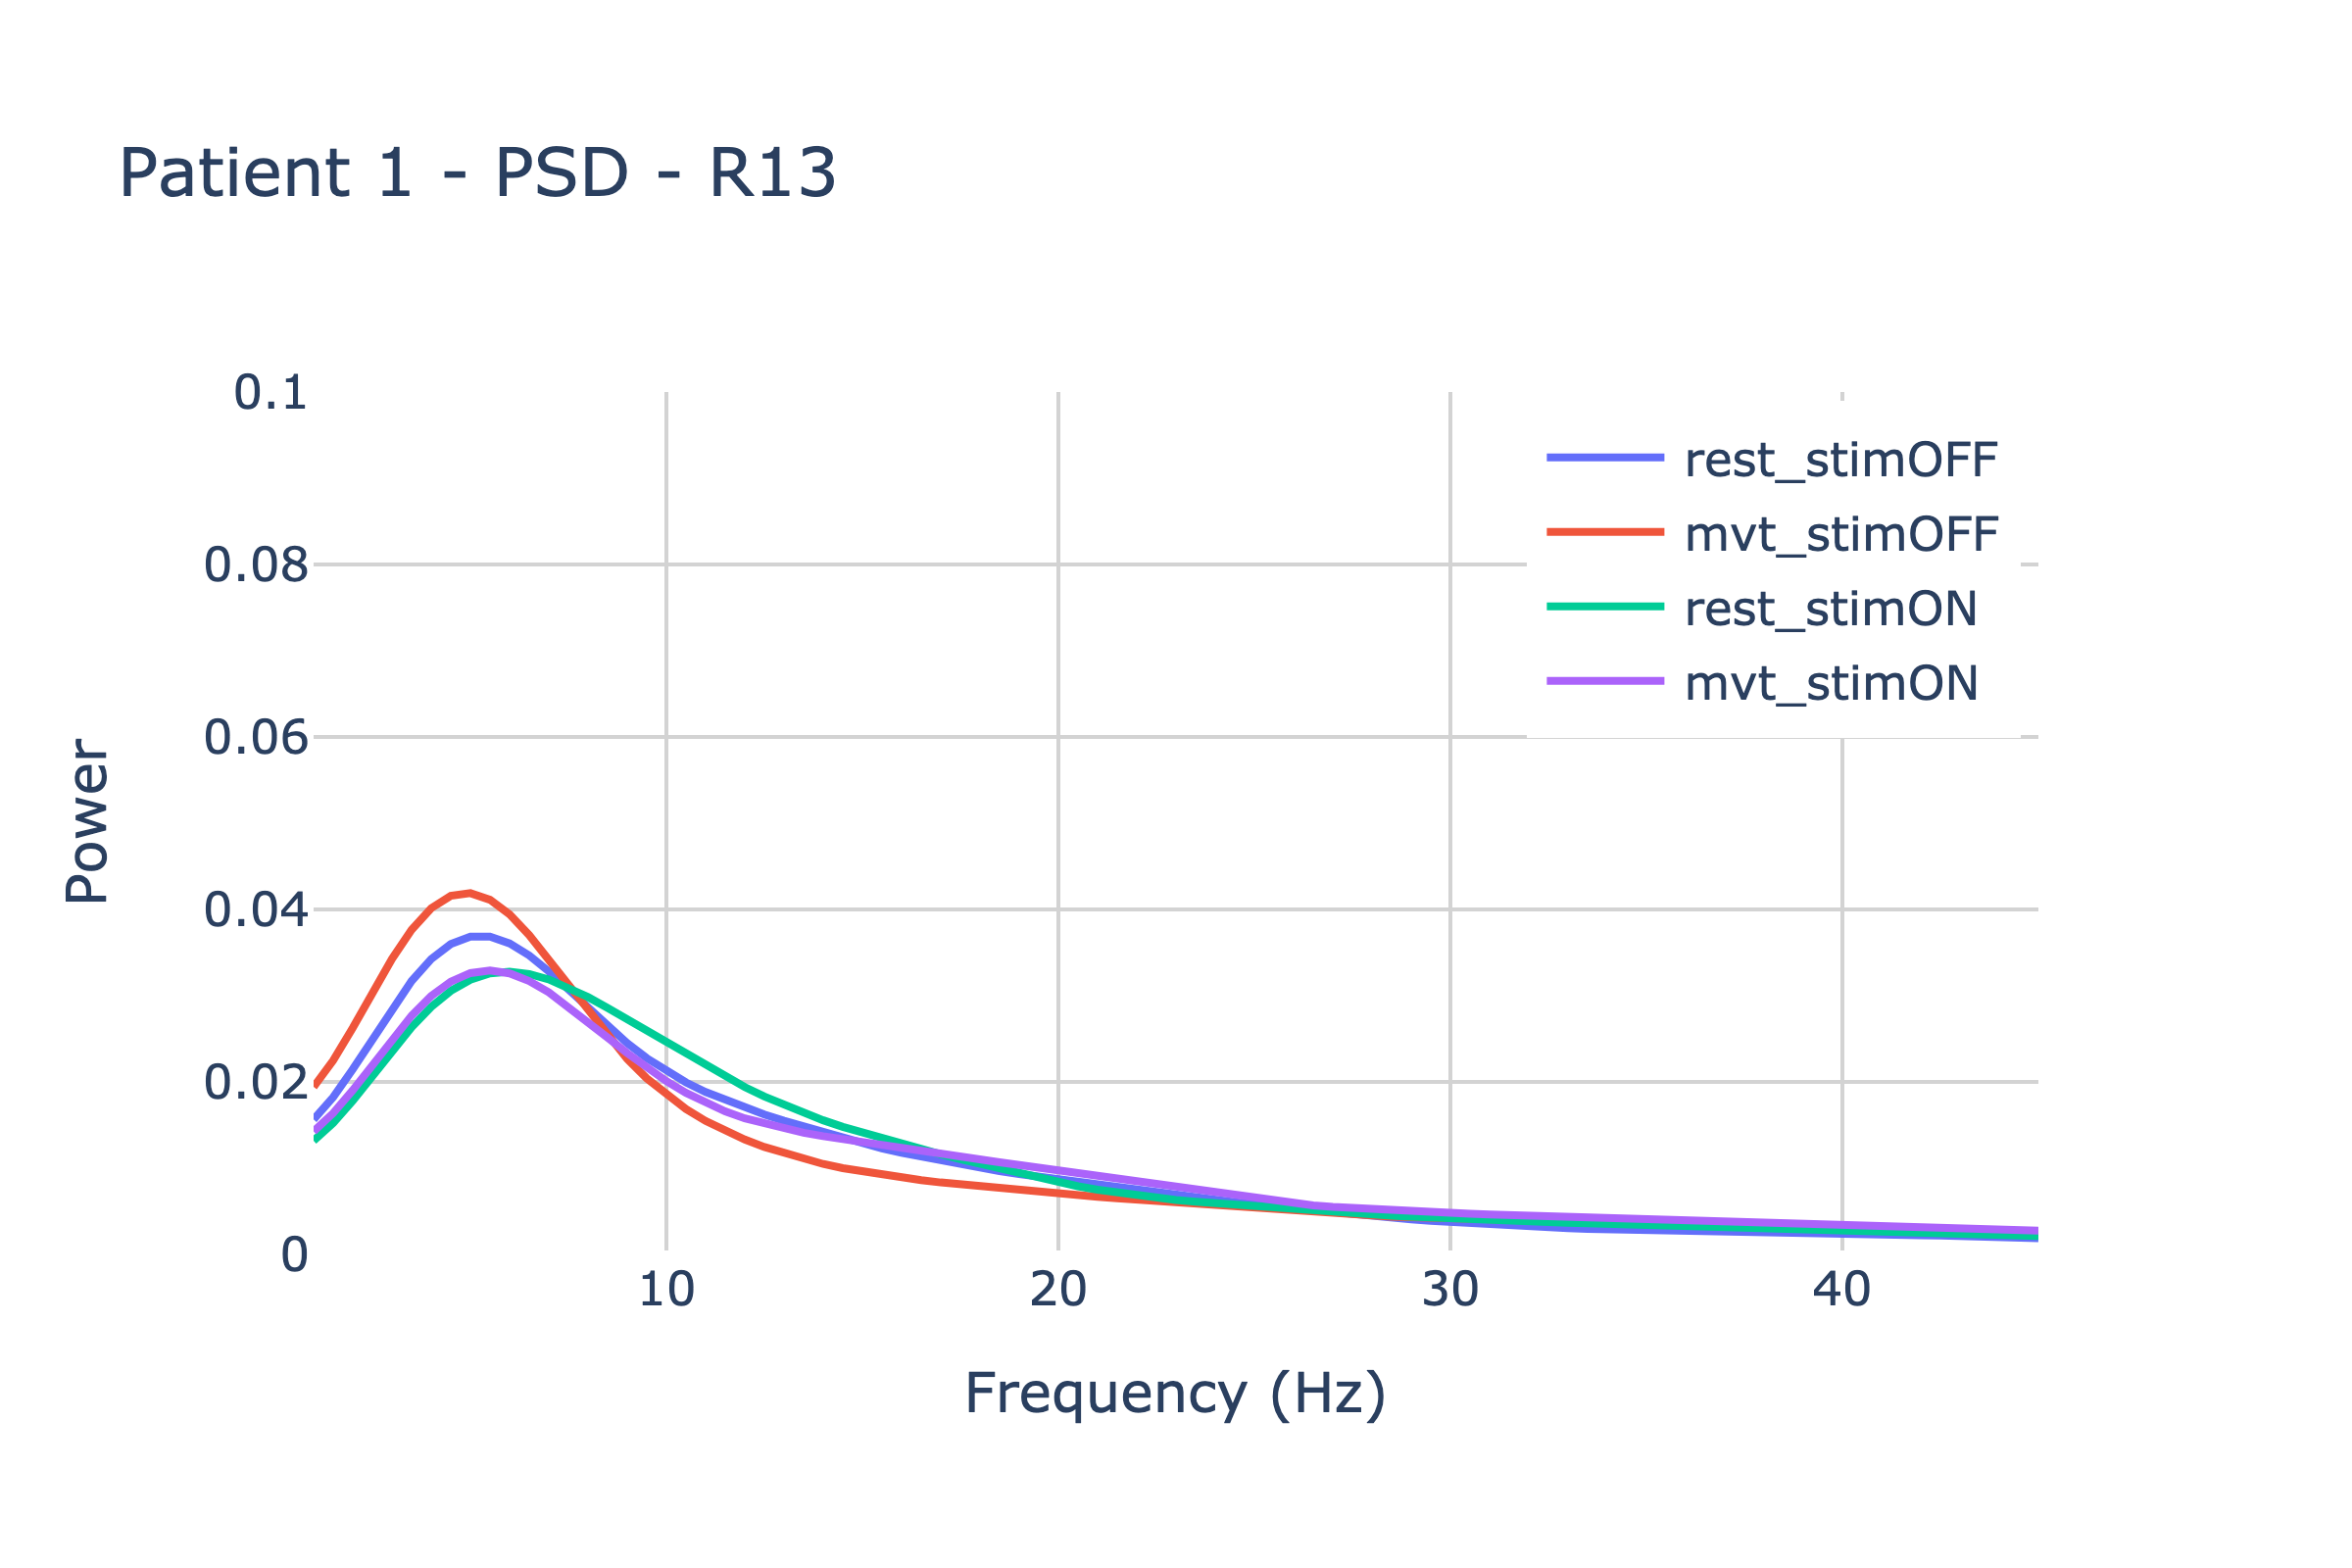 Patient 1 - PSD - R13
0.1
0.08
0.06
0.04
0.02
0
Power
10 20 30 40
Frequency (Hz)
rest_stimOFF
mvt_stimOFF
rest_stimON
mvt_stimON